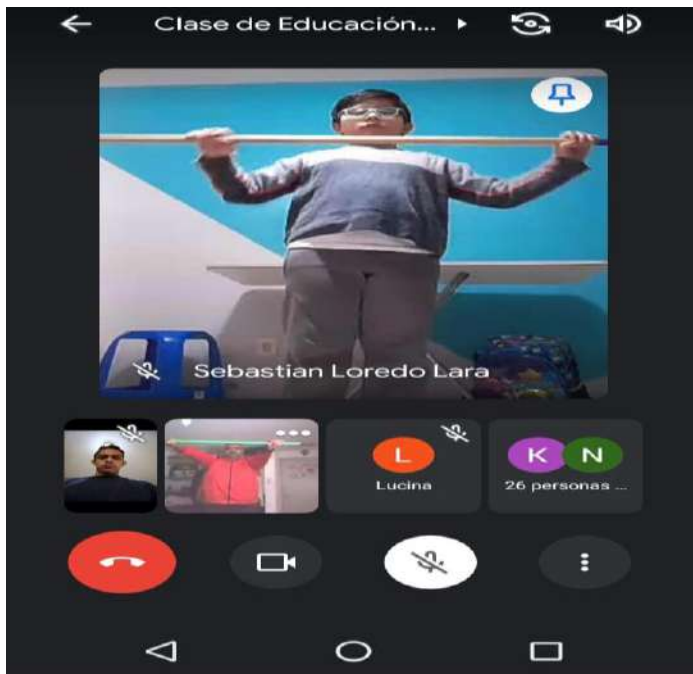 Clase de Educación...
Sebastian Loredo Lara
L
K N
Lucina
26 personas ...